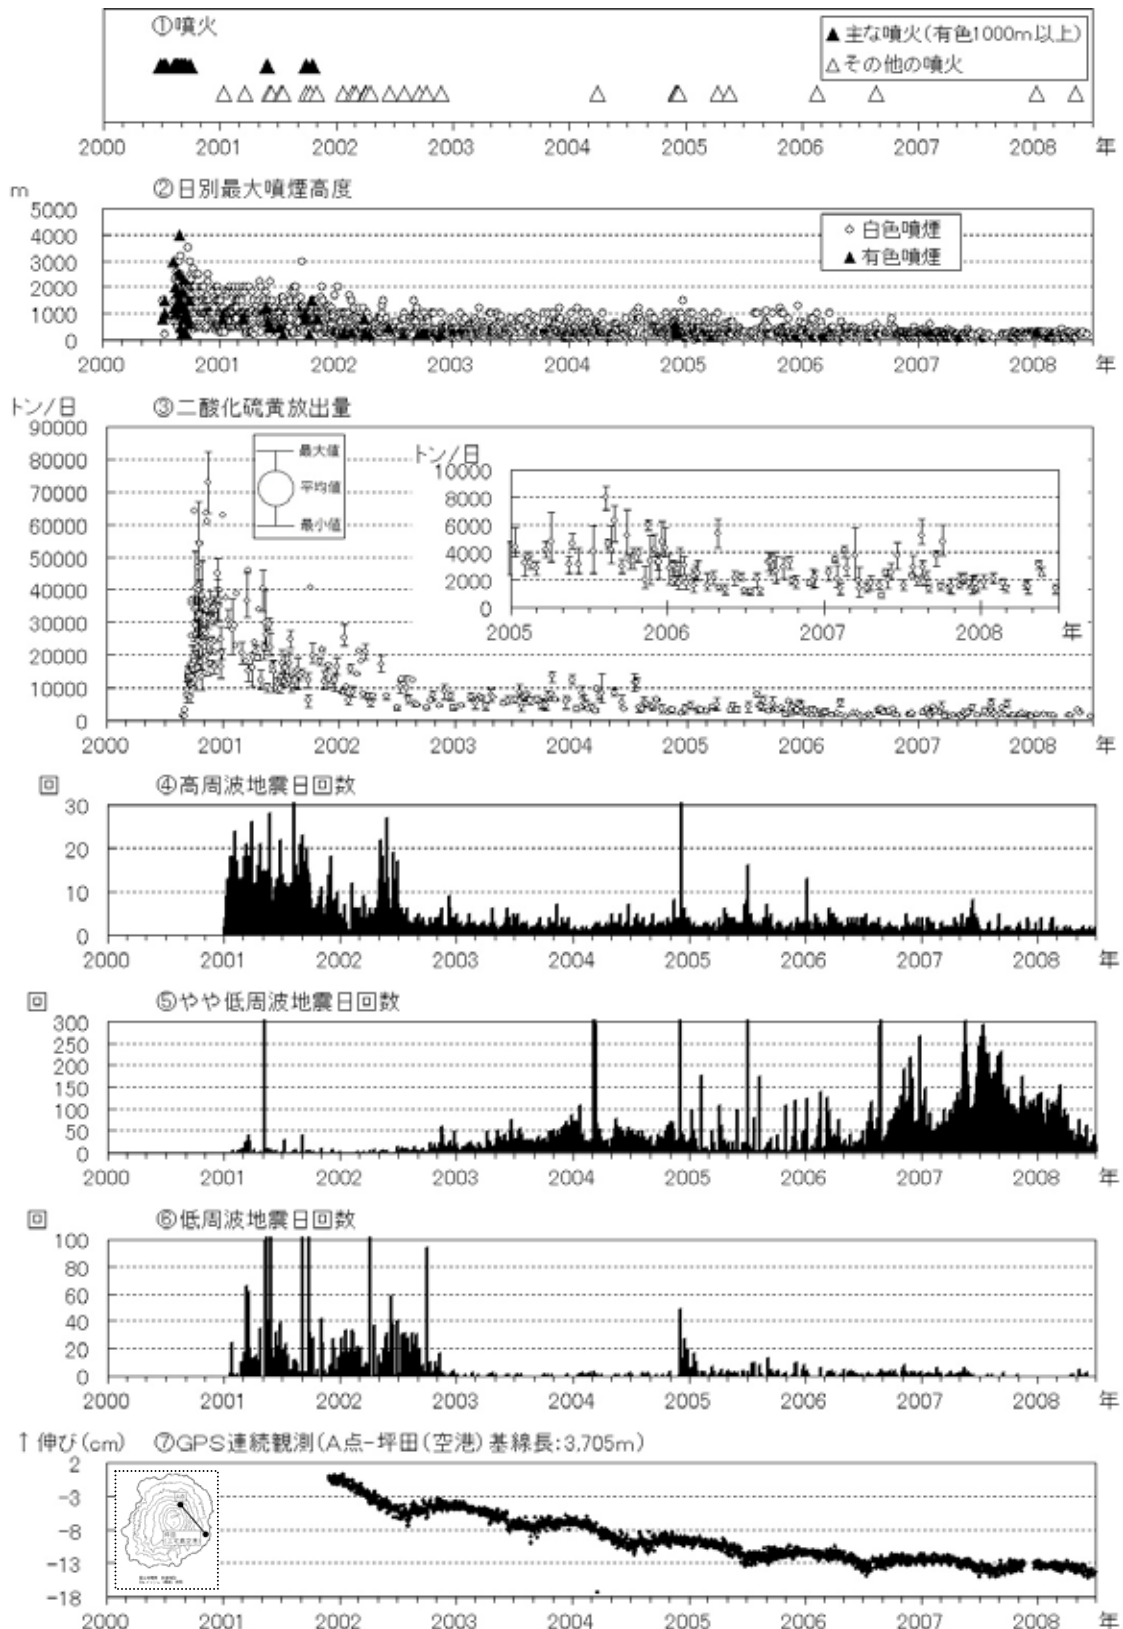 ①噴火
▲主な噴火(有色1000m以上)
△その他の噴火
2000 2001 2002 2003 2004 2005 2006 2007 2008 年
m ②日別最大噴煙高度
5000
4000
3000
2000
1000
0
白色噴煙
▲有色噴煙
2000 2001 2002 2003 2004 2005 2006 2007 2008 年
トン/日 ③二酸化硫黄放出量
90000
80000
70000
60000
50000
40000
30000
20000
10000
0
最大値
平均値
最小値
トン/日
10000
8000
6000
4000
2000
0
2005 2006 2007 2008 年
2000 2001 2002 2003 2004 2005 2006 2007 2008 年
回 ④高周波地震日回数
30
20
10
0
2000 2001 2002 2003 2004 2005 2006 2007 2008 年
回 ⑤やや低周波地震日回数
300
250
200
150
100
50
0
2000 2001 2002 2003 2004 2005 2006 2007 2008 年
回 ⑥低周波地震日回数
100
80
60
40
20
0
2000 2001 2002 2003 2004 2005 2006 2007 2008 年
↑伸び(cm) ⑦GPS連続観測(A点-坪田(空港)基線長:3,705m)
2
-3
-8
-13
-18
2000 2001 2002 2003 2004 2005 2006 2007 2008 年